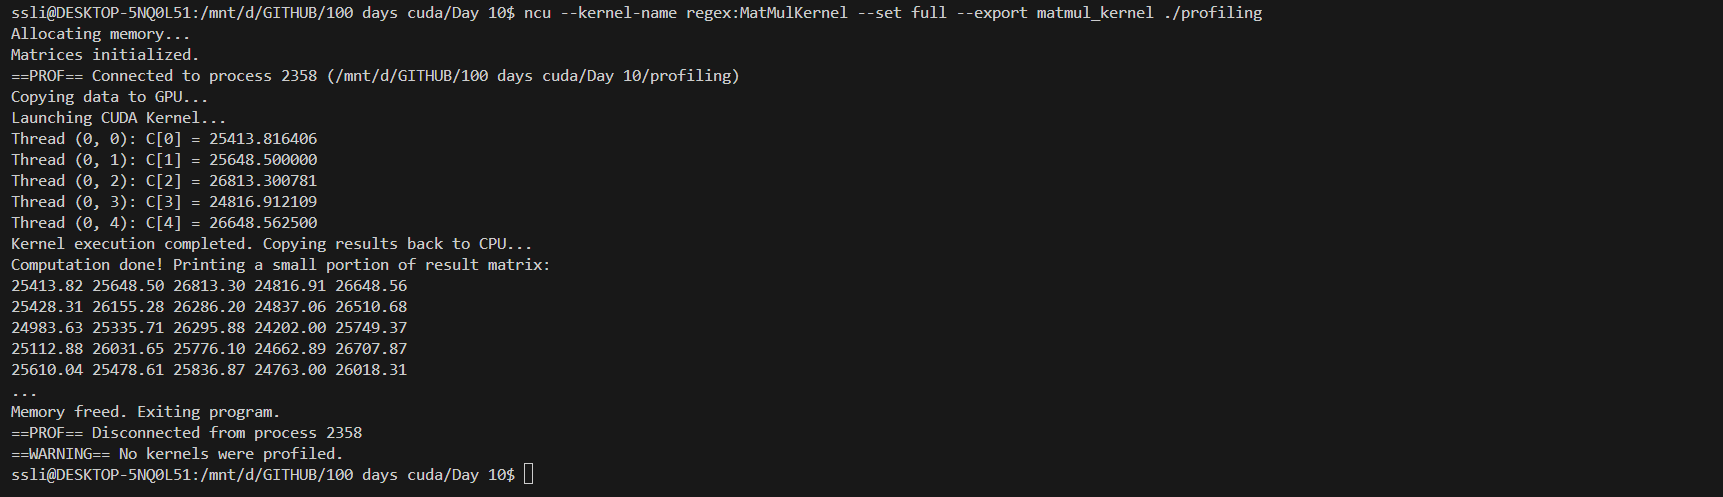 ssli@DESKTOP-5NQ0L51:/mnt/d/GITHUB/100 days cuda/Day 10$ ncu --kernel-name regex:MatMulKernel --set full --export matmul_kernel ./profiling
Allocating memory...
Matrices initialized.
==PROF== Connected to process 2358 (/mnt/d/GITHUB/100 days cuda/Day 10/profiling)
Copying data to GPU...
Launching CUDA Kernel...
Thread (0, 0): C[0] = 25413.816406
Thread (0, 1): C[1] = 25648.500000
Thread (0, 2): C[2] = 26813.300781
Thread (0, 3): C[3] = 24816.912109
Thread (0, 4): C[4] = 26648.562500
Kernel execution completed. Copying results back to CPU...
Computation done! Printing a small portion of result matrix:
25413.82 25648.50 26813.30 24816.91 26648.56
25428.31 26155.28 26286.20 24837.06 26510.68
24983.63 25335.71 26295.88 24202.00 25749.37
25112.88 26031.65 25776.10 24662.89 26707.87
25610.04 25478.61 25836.87 24763.00 26018.31
...
Memory freed. Exiting program.
==PROF== Disconnected from process 2358
==WARNING== No kernels were profiled.
ssli@DESKTOP-5NQ0L51:/mnt/d/GITHUB/100 days cuda/Day 10$